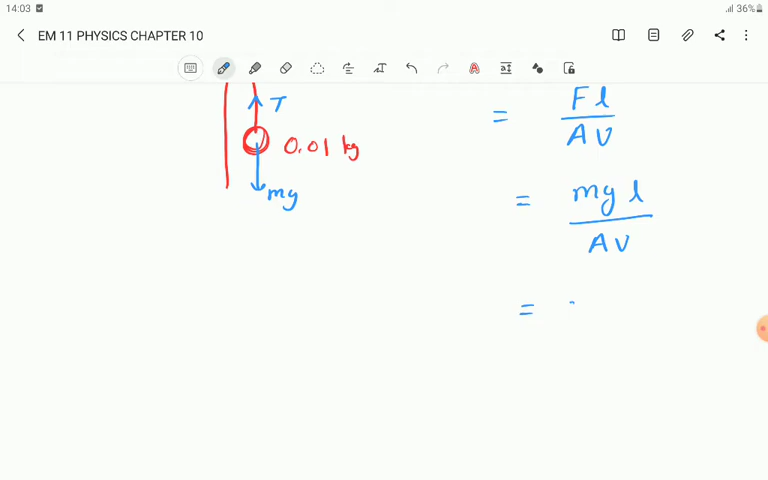 14:03 36%
EM 11 PHYSICS CHAPTER 10
T
0.01 kg
mg
= Fl
AV
= mgl
AV
=